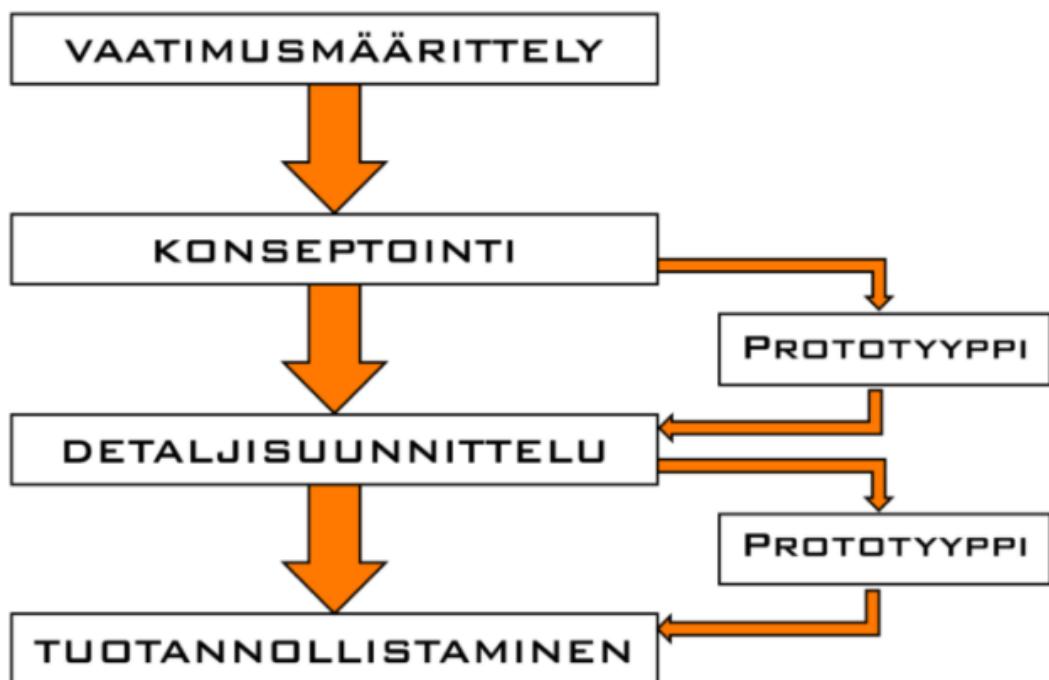 VAATIMUSMÄÄRITTELY
KONSEPTOINTI
PROTOTYYPPI
DETALJISUUNNITTELU
PROTOTYYPPI
TUOTANNOLLISTAMINEN